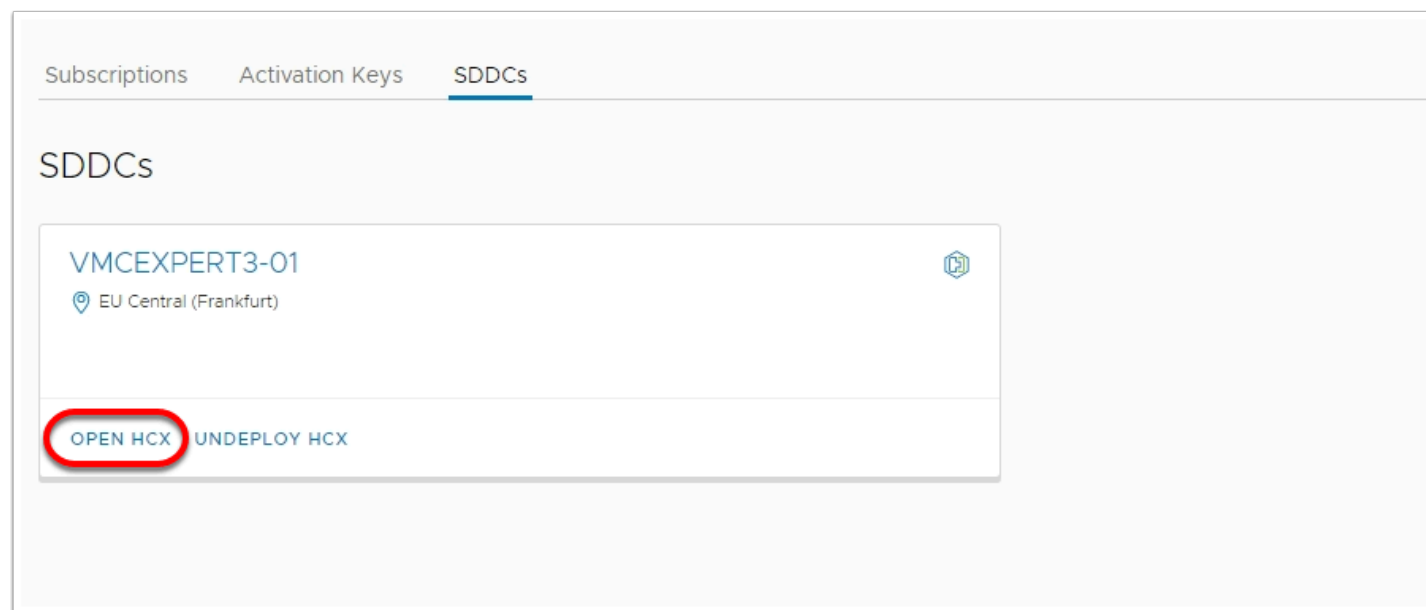 Subscriptions Activation Keys SDDCs
SDDCs
VMCEXPERT3-01
EU Central (Frankfurt)
OPEN HCX UNDEPLOY HCX